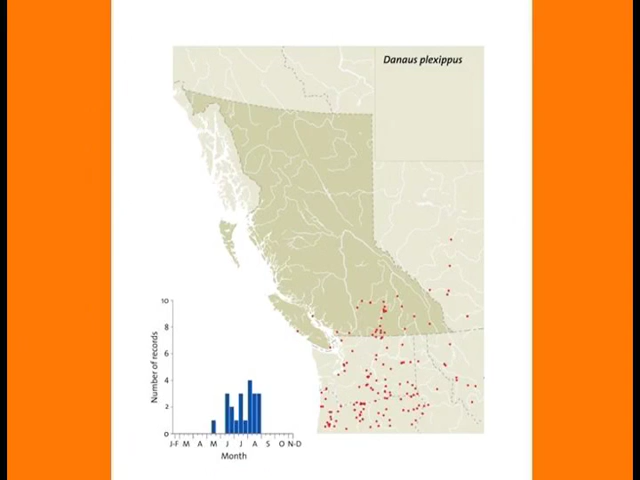 Danaus plexippus
10
8
6
4
2
0
Number of records
J-F M A M J J A S O N-D
Month